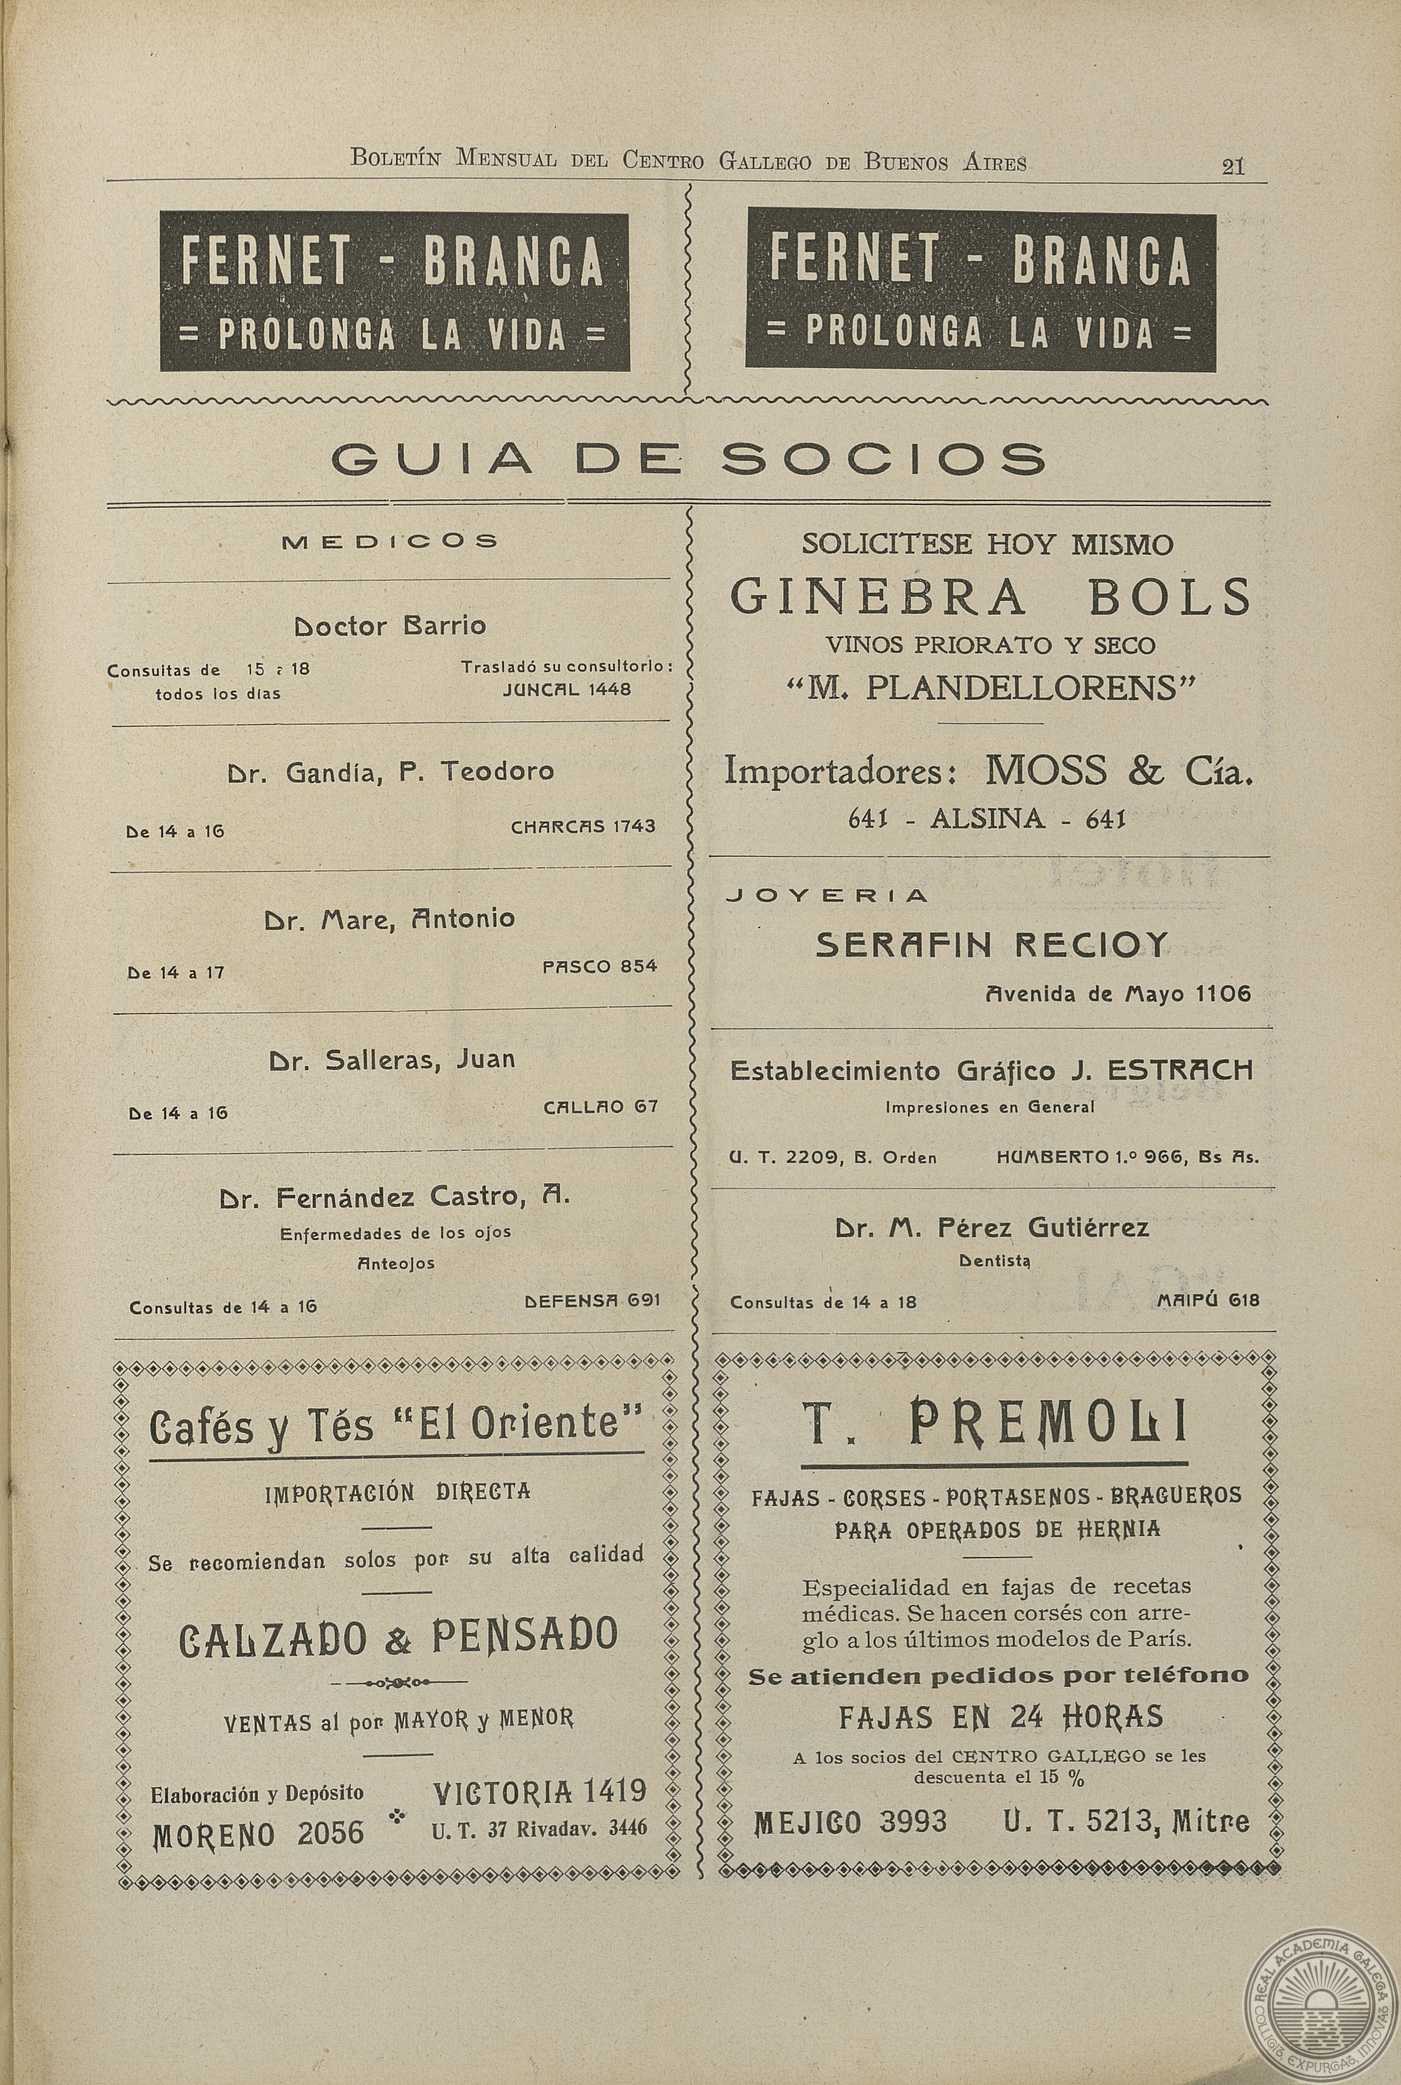 Boletín Mensual del Centro Gallego de Buenos Aires 21
FERNET - BRANCA
= PROLONGA LA VIDA =
FERNET - BRANCA
= PROLONGA LA VIDA =
GUIA DE SOCIOS
MEDICOS
Doctor Barrio
Consultas de 15 a 18
todos los días
Trasladó su consultorio:
JUNCAL 1448
Dr. Gandía, P. Teodoro
De 14 a 16 CHARCAS 1743
Dr. Mare, Antonio
De 14 a 17 PASCO 854
Dr. Salleras, Juan
De 14 a 16 CALLAO 67
Dr. Fernández Castro, A.
Enfermedades de los ojos
Anteojos
Consultas de 14 a 16 DEFENSA 691
Cafés y Tés “El Oriente”
IMPORTACIÓN DIRECTA
Se recomiendan solos por su alta calidad
CALZADO & PENSADO
VENTAS al por MAYOR y MENOR
Elaboración y Depósito
MORENO 2056
VICTORIA 1419
U. T. 37 Rivadav. 3446
SOLICITESE HOY MISMO
GINEBRA BOLS
VINOS PRIORATO Y SECO
“M. PLANDELLORENS”
Importadores: MOSS & Cía.
641 - ALSINA - 641
JOYERIA
SERAFIN RECIOY
Avenida de Mayo 1106
Establecimiento Gráfico J. ESTRACH
Impresiones en General
U. T. 2209, B. Orden HUMBERTO 1.º 966, Bs As.
Dr. M. Pérez Gutiérrez
Dentista
Consultas de 14 a 18 MAIPÚ 618
T. PREMOLI
FAJAS - CORSES - PORTASENOS - BRAGUEROS
PARA OPERADOS DE HERNIA
Especialidad en fajas de recetas
médicas. Se hacen corsés con arre-
glo a los últimos modelos de París.
Se atienden pedidos por teléfono
FAJAS EN 24 HORAS
A los socios del CENTRO GALLEGO se les
descuenta el 15 %
MEJICO 3993 U. T. 5213, Mitre
REAL ACADEMIA GALEGA
COLLIGIT, EXPURGAT, INNOVAT